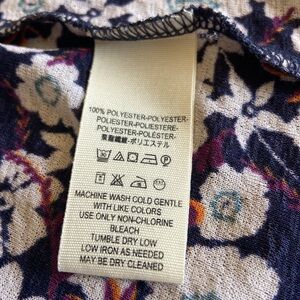 100% POLYESTER-POLYESTER-
POLIESTER-POLIESTERE-
POLYESTER-POLÉSTER-
聚酯纖維-ポリエステル
MACHINE WASH COLD GENTLE
WITH LIKE COLORS
USE ONLY NON-CHLORINE
BLEACH
TUMBLE DRY LOW
LOW IRON AS NEEDED
MAY BE DRY CLEANED